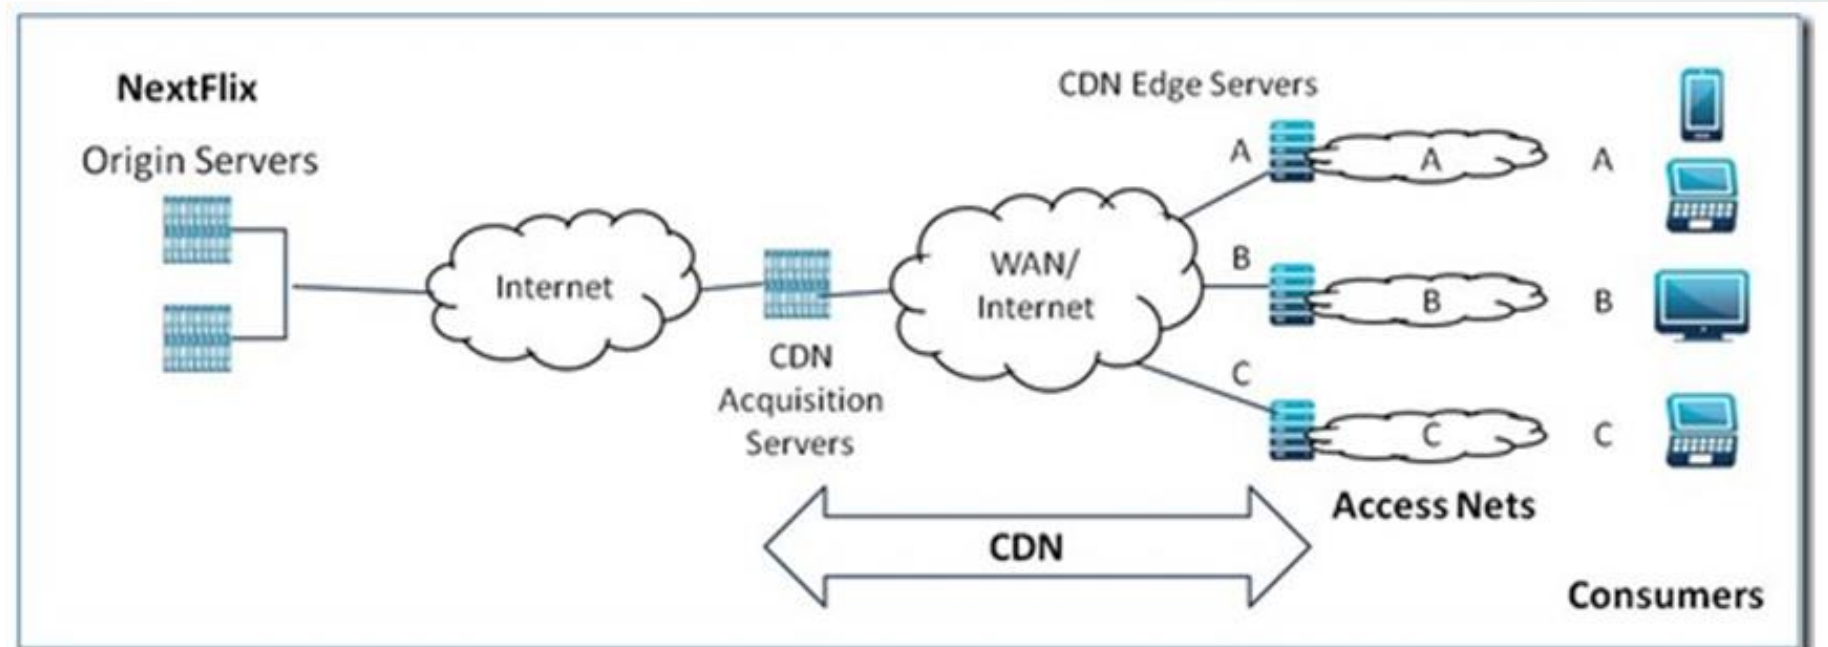 NextFlix
Origin Servers
Internet
CDN
Acquisition
Servers
WAN/
Internet
CDN Edge Servers
A
A
A
B
B
B
C
C
C
Access Nets
CDN
Consumers